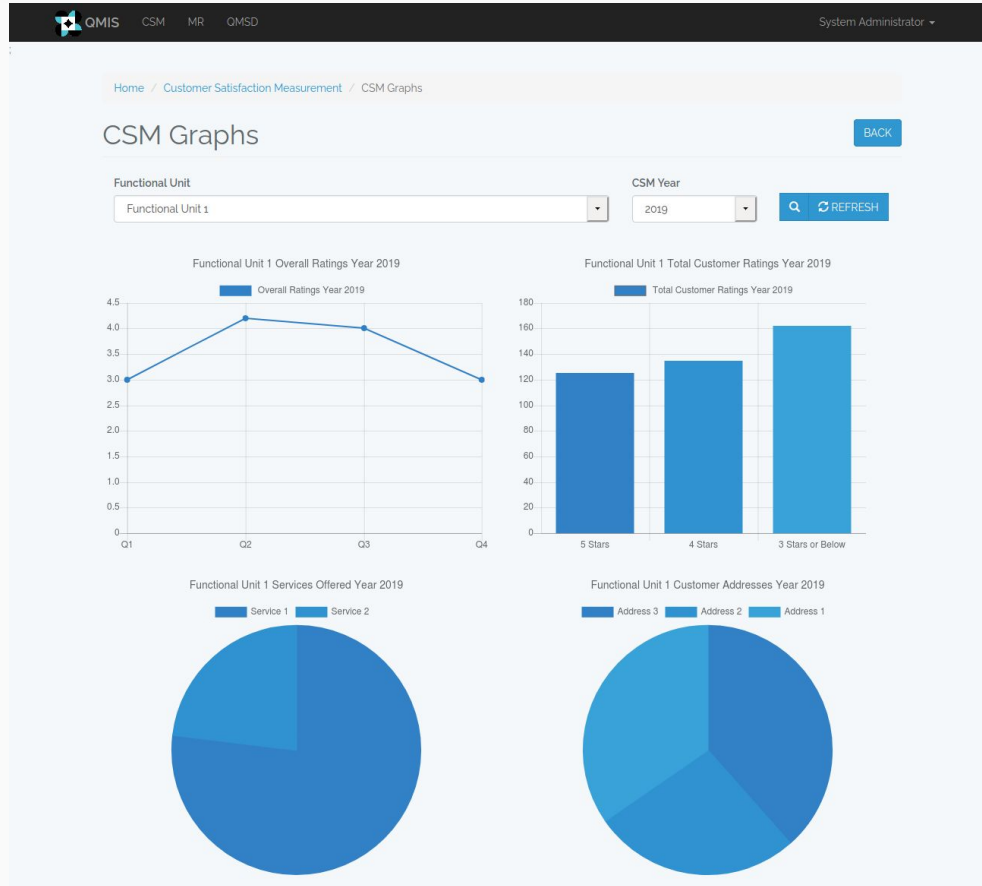 QMIS CSM MR QMSD System Administrator
;
Home / Customer Satisfaction Measurement / CSM Graphs
CSM Graphs
BACK
Functional Unit
Functional Unit 1
CSM Year
2019
REFRESH
Functional Unit 1 Overall Ratings Year 2019
Overall Ratings Year 2019
4.5
4.0
3.5
3.0
2.5
2.0
1.5
1.0
0.5
0
Q1 Q2 Q3 Q4
Functional Unit 1 Total Customer Ratings Year 2019
Total Customer Ratings Year 2019
180
160
140
120
100
80
60
40
20
0
5 Stars 4 Stars 3 Stars or Below
Functional Unit 1 Services Offered Year 2019
Service 1 Service 2
Functional Unit 1 Customer Addresses Year 2019
Address 3 Address 2 Address 1